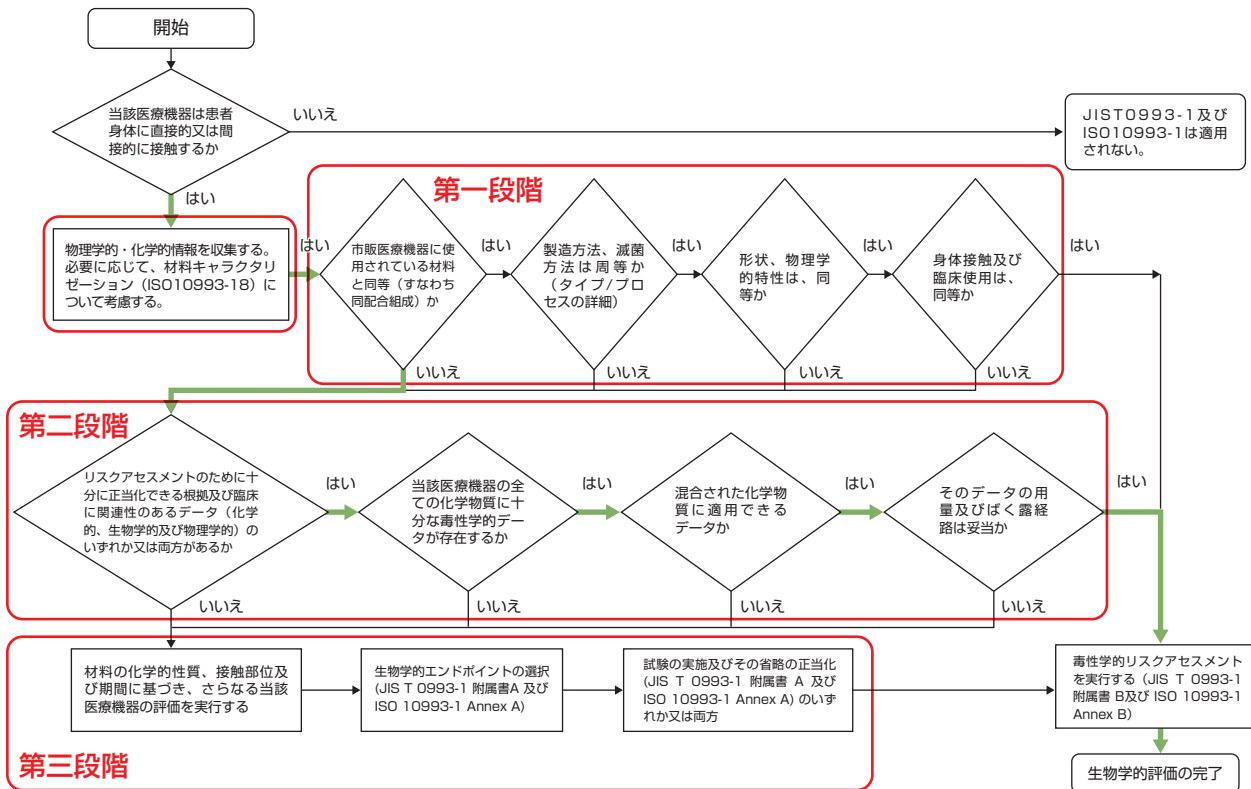 開始
当該医療機器は患者
身体に直接的又は間
接的に接触するか
いいえ
JIST0993-1及び
ISO10993-1は適用
されない。
はい
第一段階
物理学的・化学的情報を収集する。
必要に応じて、材料キャラクタリ
ゼーション（ISO10993-18）に
ついて考慮する。
はい
市販医療機器に使
用されている材料
と同等（すなわち
同配合組成）か
はい
製造方法、滅菌
方法は周等か
（タイプ/プロ
セスの詳細）
はい
形状、物理学
的特性は、同
等か
はい
身体接触及び
臨床使用は、
同等か
はい
いいえ
いいえ
いいえ
いいえ
第二段階
リスクアセスメントのために十
分に正当化できる根拠及び臨床
に関連性のあるデータ（化学
的、生物学的及び物理学的）の
いずれか又は両方があるか
はい
当該医療機器の全
ての化学物質に十
分な毒性学的デー
タが存在するか
はい
混合された化学物
質に適用できる
データか
はい
そのデータの用
量及びばく露経
路は妥当か
はい
いいえ
いいえ
いいえ
いいえ
材料の化学的性質、接触部位及
び期間に基づき、さらなる当該
医療機器の評価を実行する
生物学的エンドポイントの選択
(JIS T 0993-1 附属書A 及び
ISO 10993-1 Annex A)
試験の実施及びその省略の正当化
(JIS T 0993-1 附属書 A 及び
ISO 10993-1 Annex A) のいず
れか又は両方
毒性学的リスクアセスメント
を実行する（JIS T 0993-1
附属書 B及び ISO 10993-1
Annex B）
第三段階
生物学的評価の完了